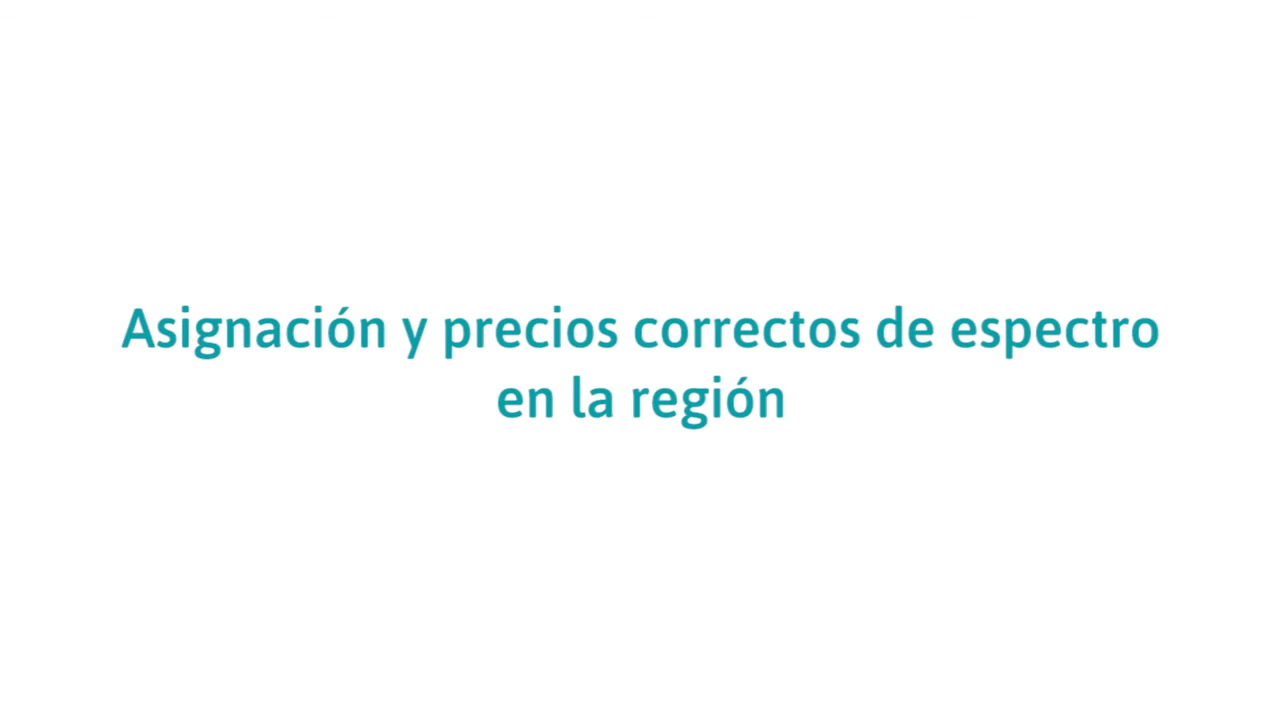 Asignación y precios correctos de espectro
en la región